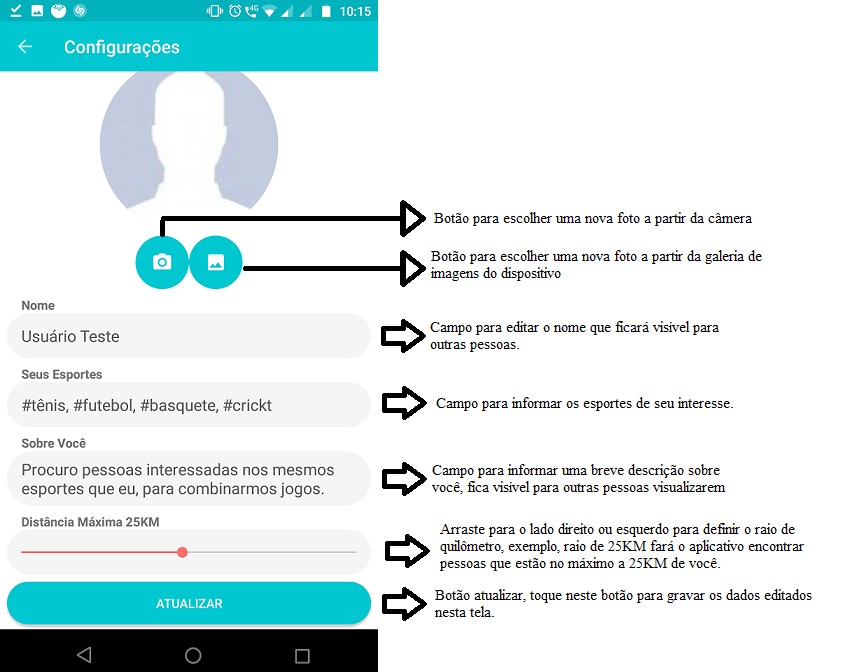 4G
10:15
Configurações
Botão para escolher uma nova foto a partir da câmera
Botão para escolher uma nova foto a partir da galeria de
imagens do dispositivo
Nome
Usuário Teste
Campo para editar o nome que ficará visivel para
outras pessoas.
Seus Esportes
#tênis, #futebol, #basquete, #crickt
Campo para informar os esportes de seu interesse.
Sobre Você
Procuro pessoas interessadas nos mesmos
esportes que eu, para combinarmos jogos.
Campo para informar uma breve descrição sobre
você, fica visivel para outras pessoas visualizarem
Distância Máxima 25KM
Arraste para o lado direito ou esquerdo para definir o raio de
quilômetro, exemplo, raio de 25KM fará o aplicativo encontrar
pessoas que estão no máximo a 25KM de você.
ATUALIZAR
Botão atualizar, toque neste botão para gravar os dados editados
nesta tela.